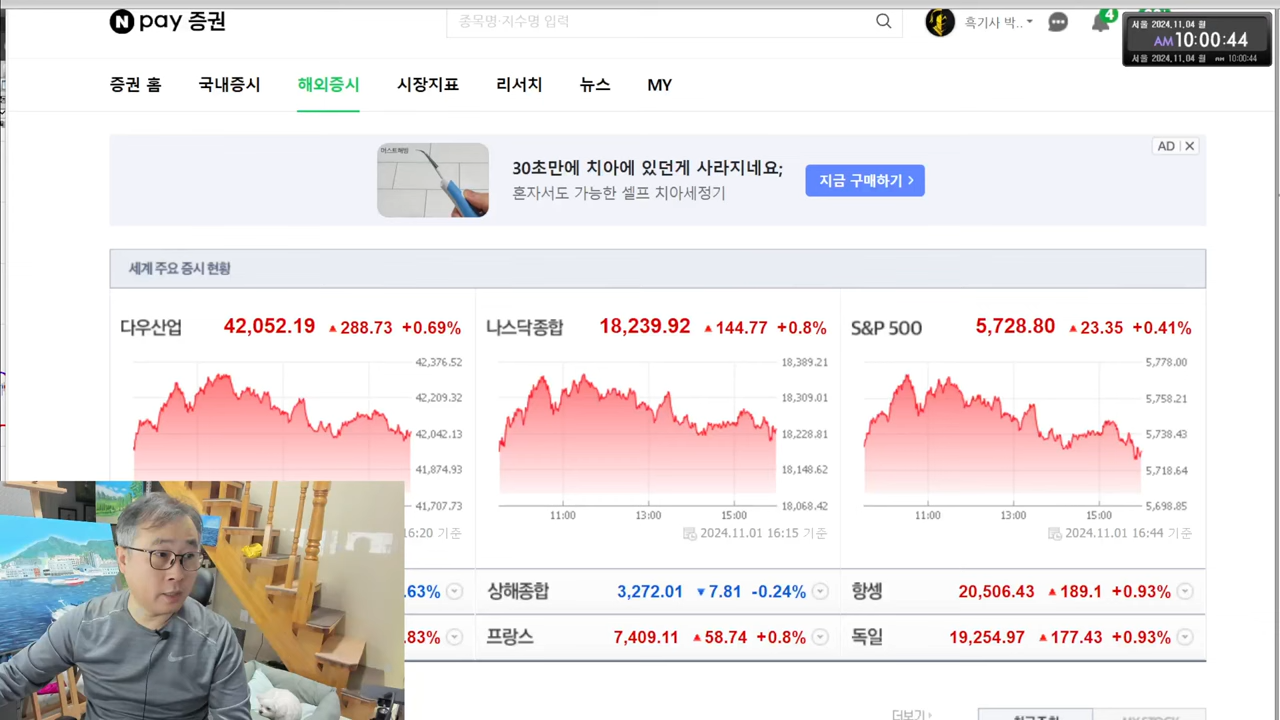 N pay 증권
종목명·지수명 입력
흑기사 박..
4
서울 2024.11.04 월
AM 10:00:44
서울 2024.11.04 월 AM 10:00:44
증권 홈 국내증시 해외증시 시장지표 리서치 뉴스 MY
30초만에 치아에 있던게 사라지네요;
혼자서도 가능한 셀프 치아세정기
지금 구매하기
AD
세계 주요 증시 현황
다우산업 42,052.19 ▲ 288.73 +0.69%
42,376.52
42,209.32
42,042.13
41,874.93
41,707.73
16:20 기준
나스닥종합 18,239.92 ▲ 144.77 +0.8%
18,389.21
18,309.01
18,228.81
18,148.62
18,068.42
11:00 13:00 15:00
2024.11.01 16:15 기준
S&P 500 5,728.80 ▲ 23.35 +0.41%
5,778.00
5,758.21
5,738.43
5,718.64
5,698.85
11:00 13:00 15:00
2024.11.01 16:44 기준
.63%
상해종합 3,272.01 ▼ 7.81 -0.24%
항셍 20,506.43 ▲ 189.1 +0.93%
.83%
프랑스 7,409.11 ▲ 58.74 +0.8%
독일 19,254.97 ▲ 177.43 +0.93%
더보기